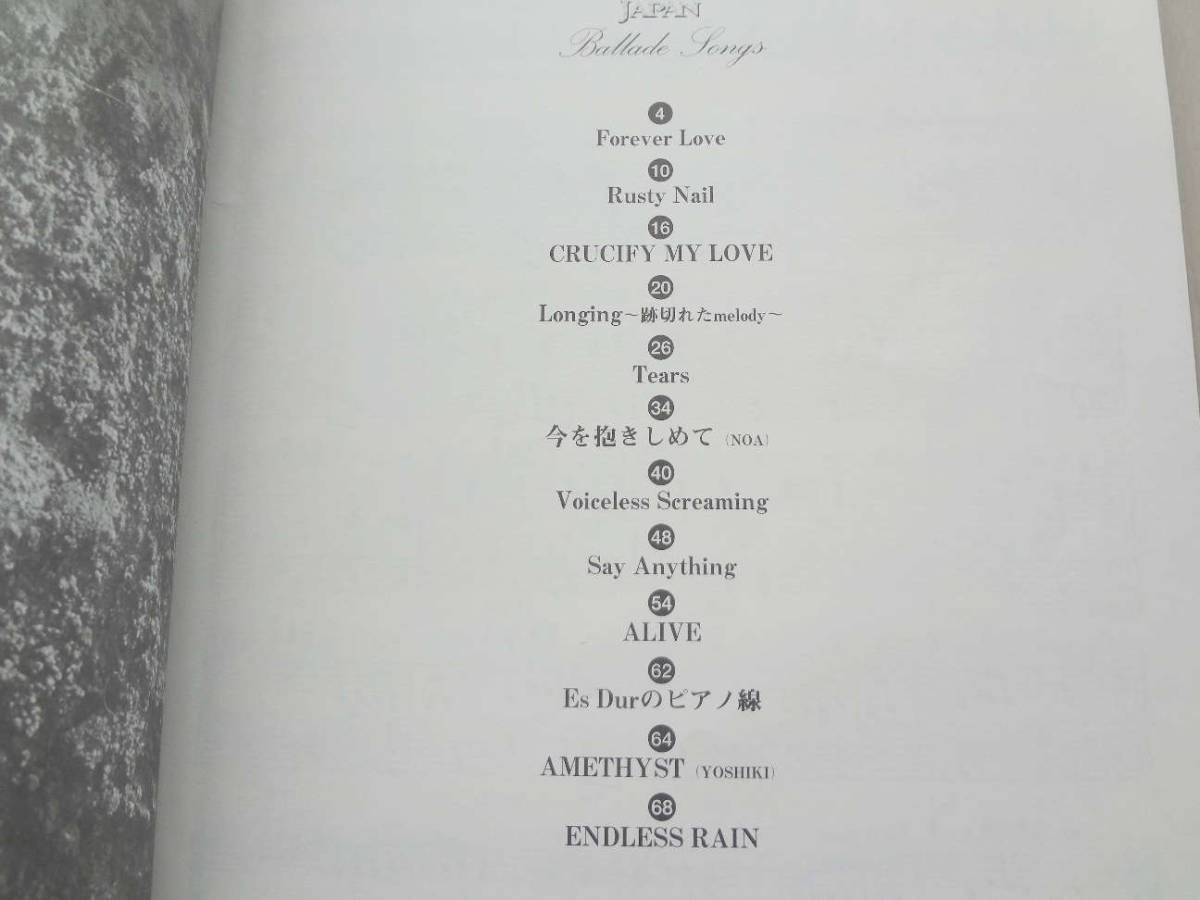 JAPAN
Ballade Songs
4
Forever Love
10
Rusty Nail
16
CRUCIFY MY LOVE
20
Longing～跡切れたmelody～
26
Tears
34
今を抱きしめて（NOA）
40
Voiceless Screaming
48
Say Anything
54
ALIVE
62
Es Durのピアノ線
64
AMETHYST（YOSHIKI）
68
ENDLESS RAIN